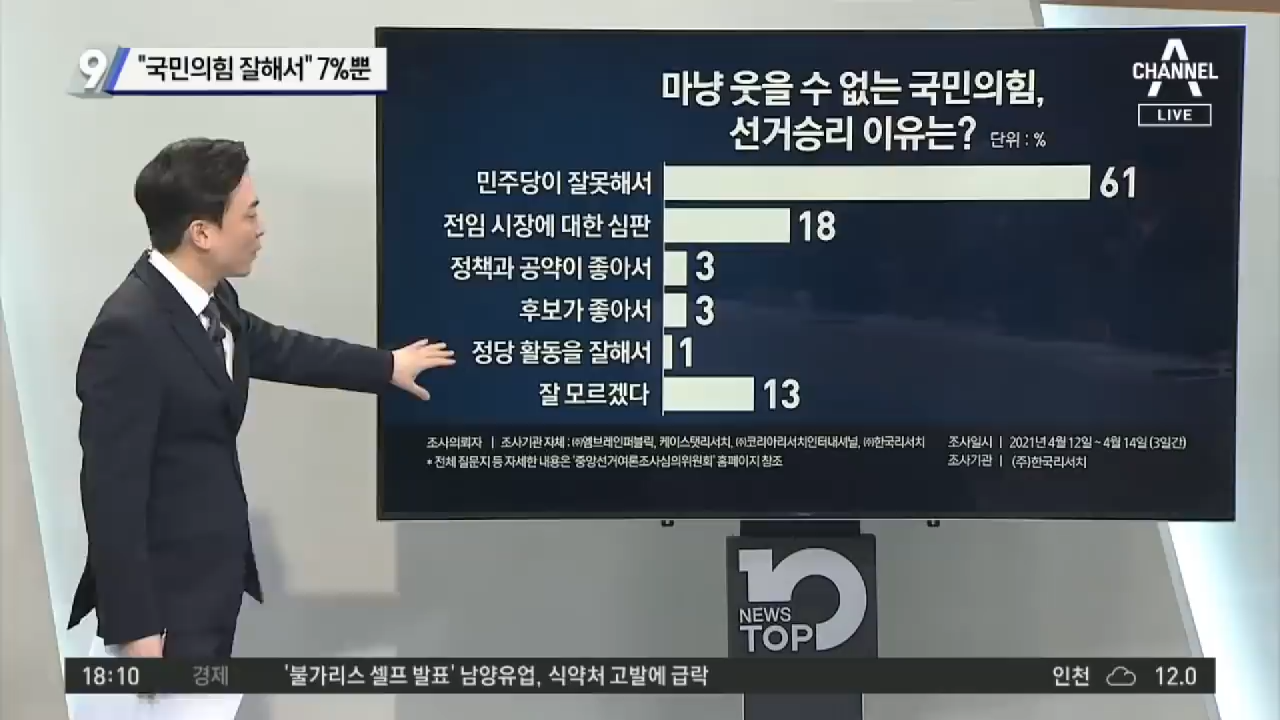 9 "국민의힘 잘해서" 7%뿐
CHANNEL A
LIVE
마냥 웃을 수 없는 국민의힘,
선거승리 이유는? 단위 : %
민주당이 잘못해서 61
전임 시장에 대한 심판 18
정책과 공약이 좋아서 3
후보가 좋아서 3
정당 활동을 잘해서 1
잘 모르겠다 13
조사의뢰자 | 조사기관 자체 : ㈜엠브레인퍼블릭, 케이스탯리서치, ㈜코리아리서치인터내셔널, ㈜한국리서치
* 전체 질문지 등 자세한 내용은 '중앙선거여론조사심의위원회' 홈페이지 참조
조사일시 | 2021년 4월 12일 ~ 4월 14일 (3일간)
조사기관 | (주)한국리서치
NEWS
TOP10
18:10 경제 '불가리스 셀프 발표' 남양유업, 식약처 고발에 급락 인천 12.0